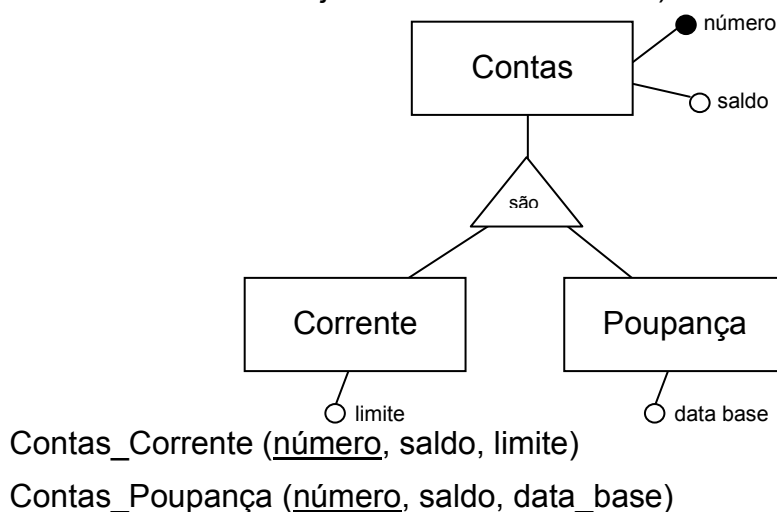 número
Contas
saldo
são
Corrente
Poupança
limite
data base
Contas_Corrente (número, saldo, limite)
Contas_Poupança (número, saldo, data_base)